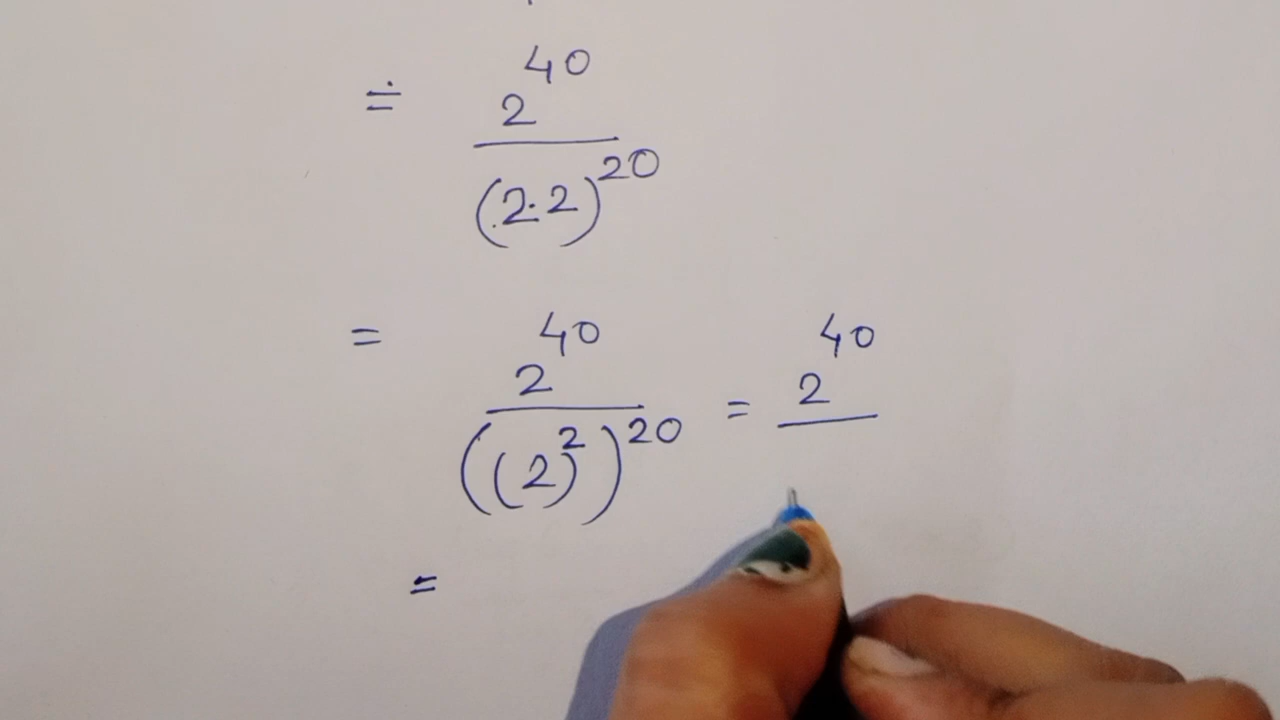 = 2^40 / (2·2)^20
= 2^40 / ((2)^2)^20 = 2^40
=